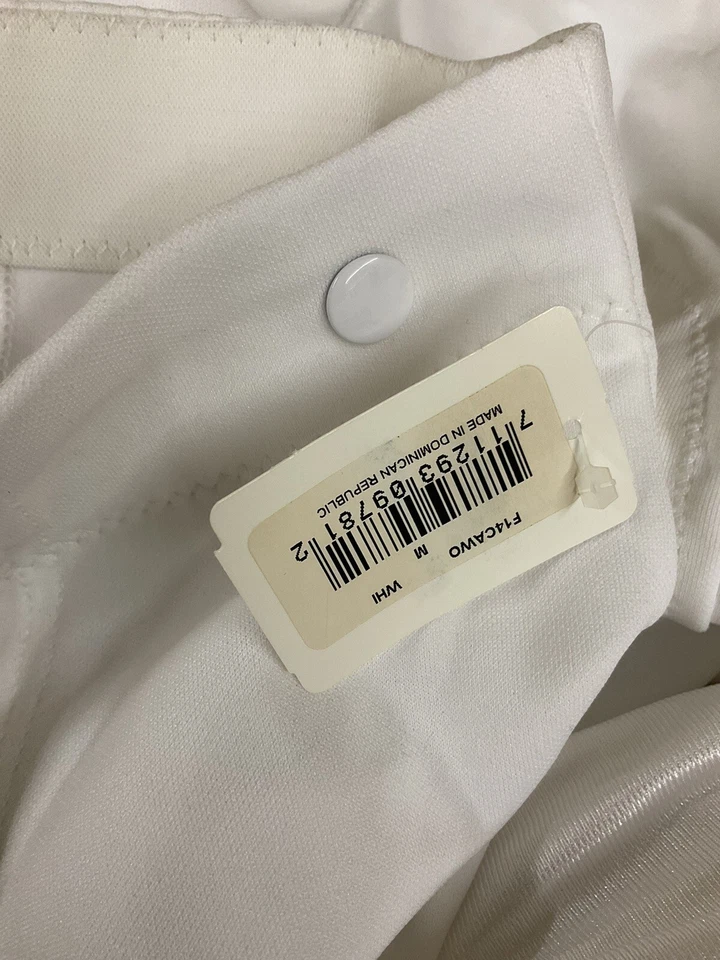 F14CAWO M WHI
7 11293 09781 2
MADE IN DOMINICAN REPUBLIC